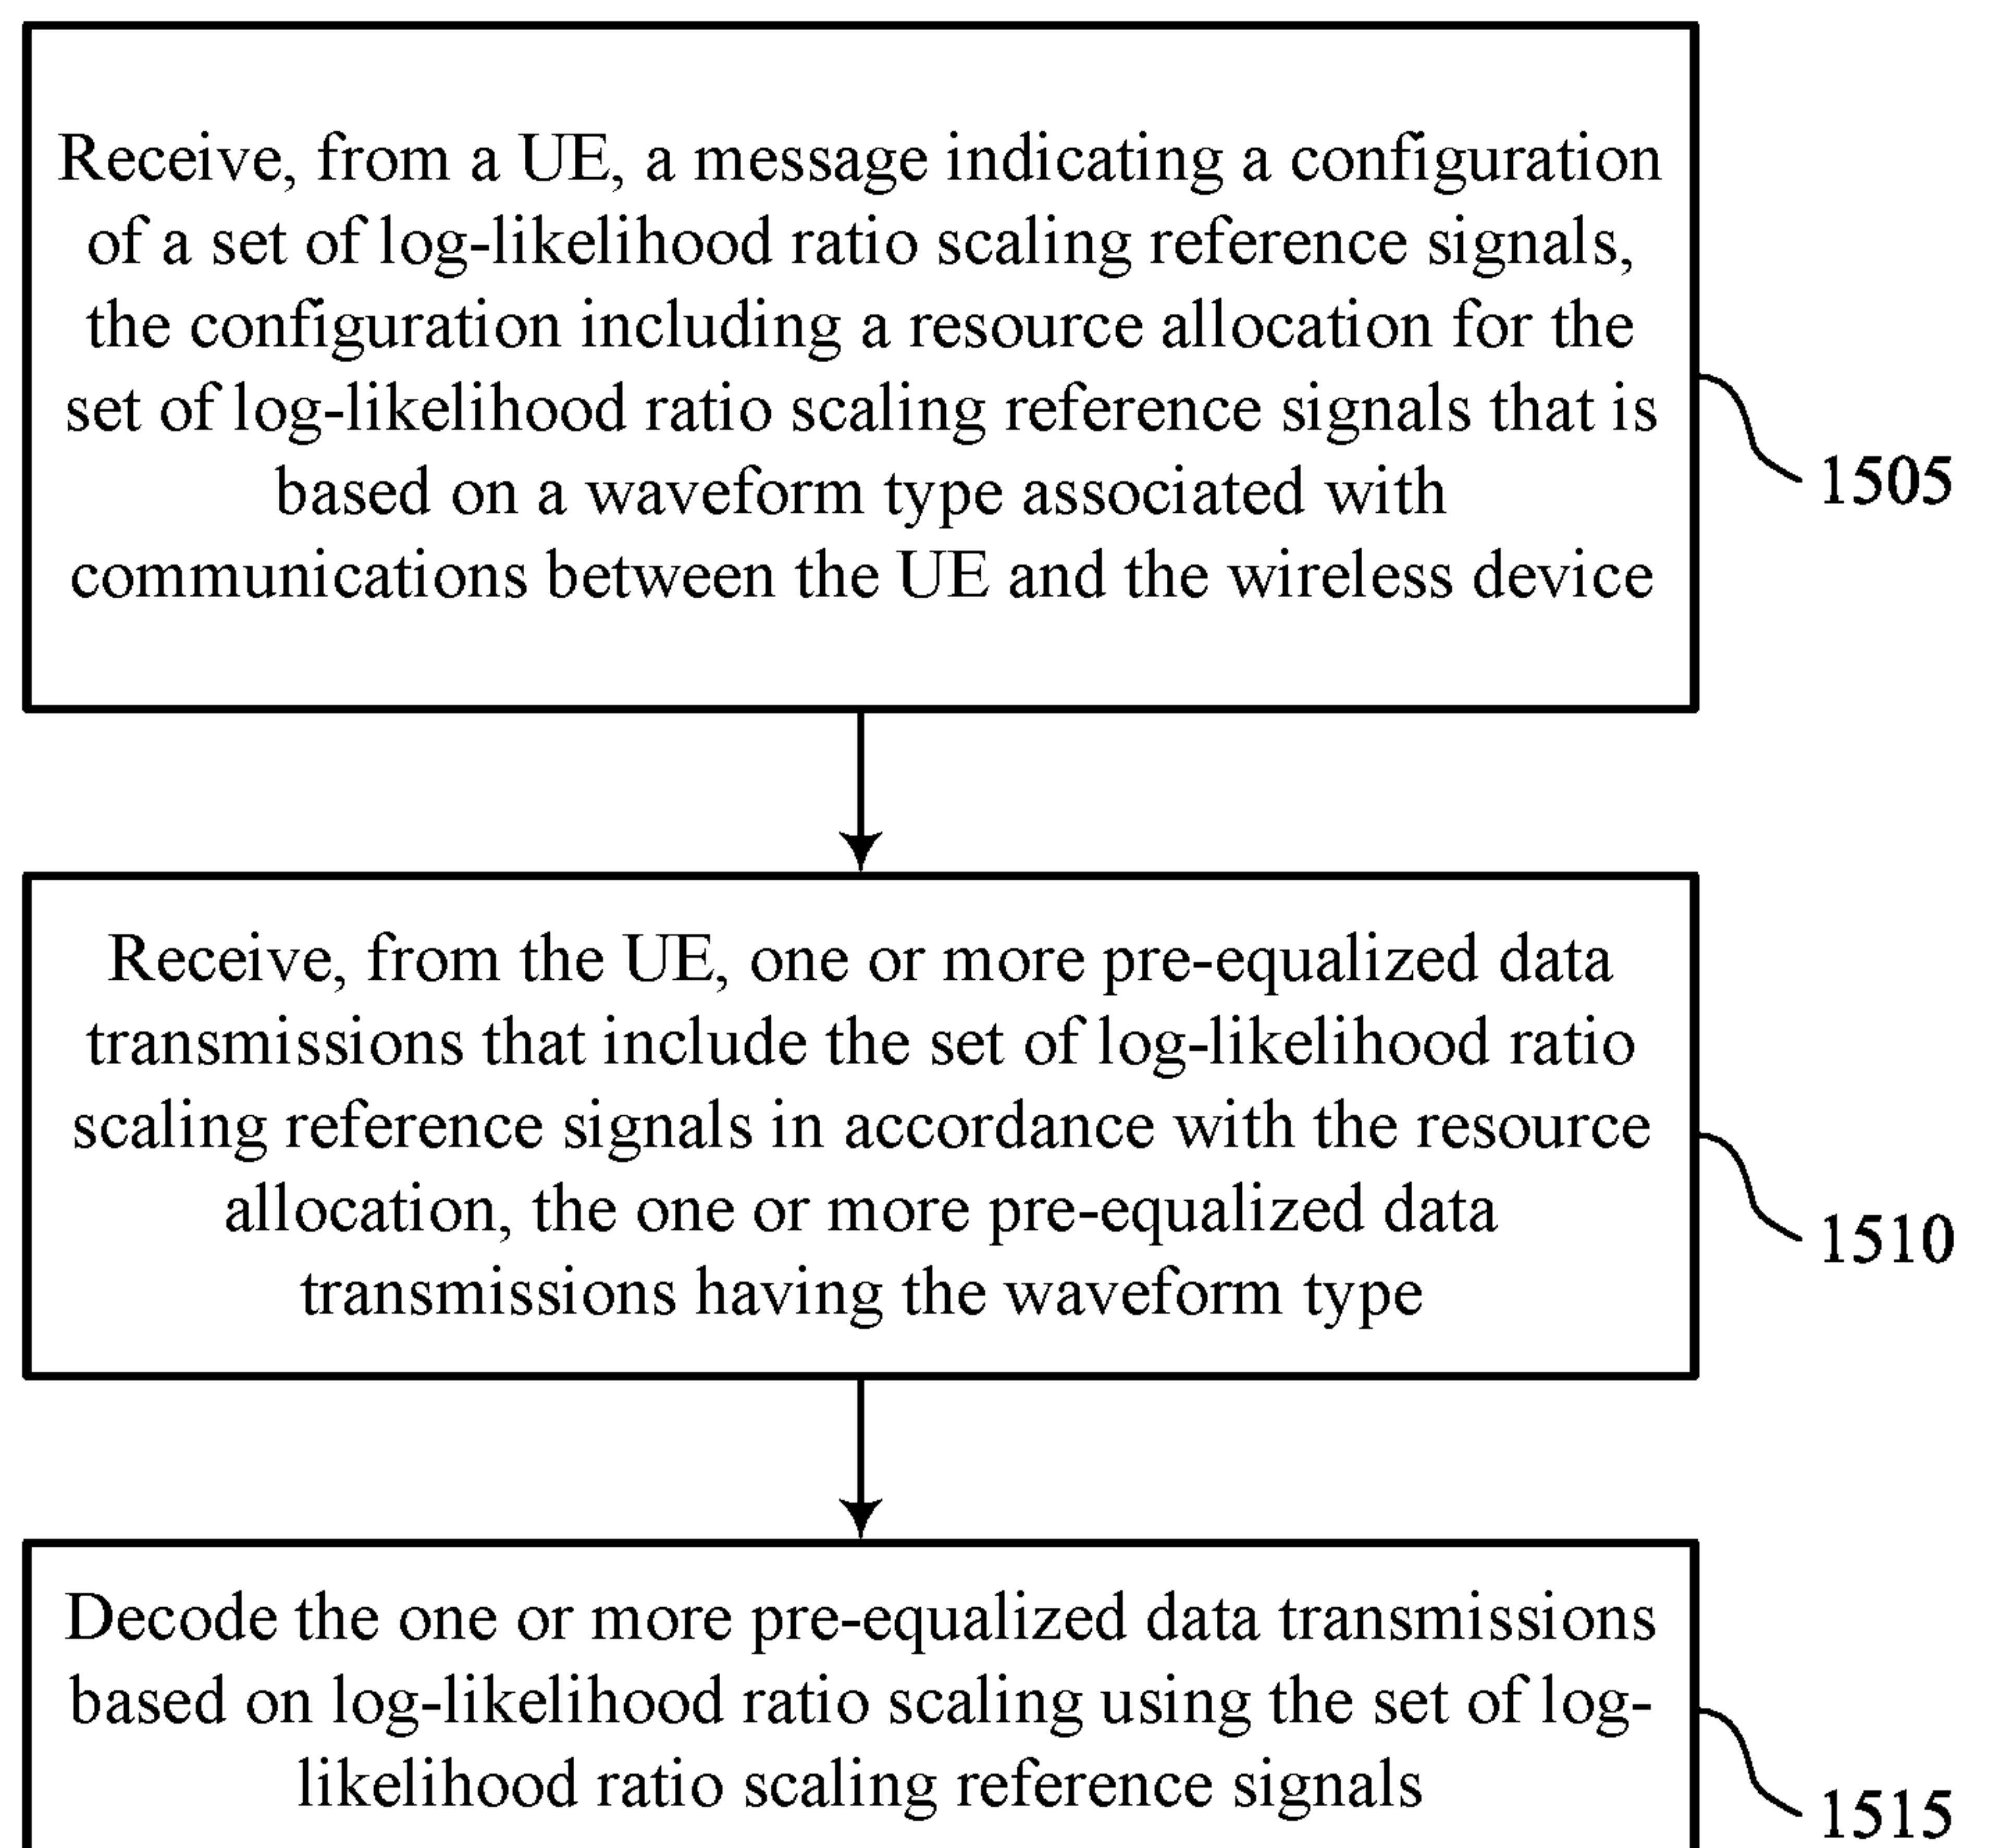 Receive, from a UE, a message indicating a configuration
of a set of log-likelihood ratio scaling reference signals,
the configuration including a resource allocation for the
set of log-likelihood ratio scaling reference signals that is
based on a waveform type associated with
communications between the UE and the wireless device
1505
Receive, from the UE, one or more pre-equalized data
transmissions that include the set of log-likelihood ratio
scaling reference signals in accordance with the resource
allocation, the one or more pre-equalized data
transmissions having the waveform type
1510
Decode the one or more pre-equalized data transmissions
based on log-likelihood ratio scaling using the set of log-
likelihood ratio scaling reference signals
1515